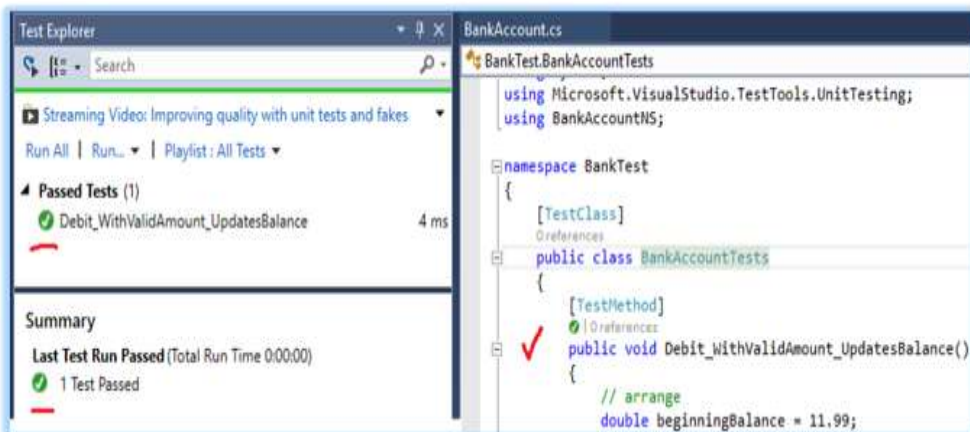 Test Explorer
Search
Streaming Video: Improving quality with unit tests and fakes
Run All | Run... | Playlist : All Tests
Passed Tests (1)
Debit_WithValidAmount_UpdatesBalance 4 ms
Summary
Last Test Run Passed (Total Run Time 0:00:00)
1 Test Passed
BankAccount.cs
BankTest.BankAccountTests
using Microsoft.VisualStudio.TestTools.UnitTesting;
using BankAccountNS;
namespace BankTest
{
[TestClass]
0 references
public class BankAccountTests
{
[TestMethod]
0 references
public void Debit_WithValidAmount_UpdatesBalance()
{
// arrange
double beginningBalance = 11.99;